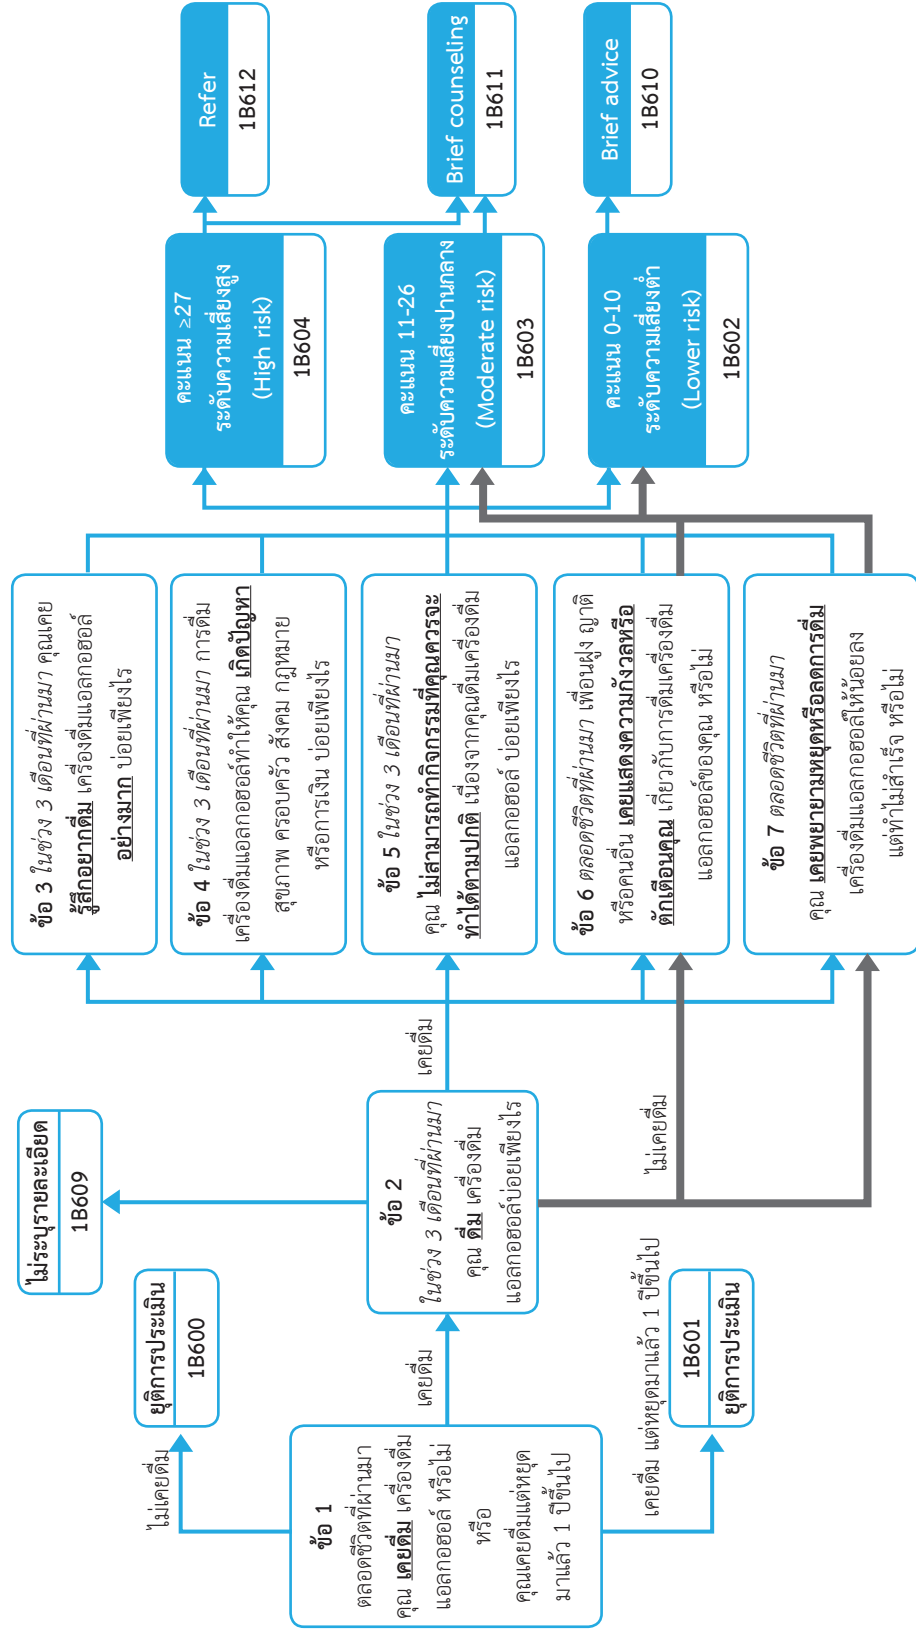 ข้อ 1
ตลอดชีวิตที่ผ่านมา
คุณ เคยดื่ม เครื่องดื่ม
แอลกอฮอล์ หรือไม่
หรือ
คุณเคยดื่มแต่หยุด
มาแล้ว 1 ปีขึ้นไป
ไม่เคยดื่ม
ยุติการประเมิน
1B600
เคยดื่ม
เคยดื่ม แต่หยุดมาแล้ว 1 ปีขึ้นไป
1B601
ยุติการประเมิน
ไม่ระบุรายละเอียด
1B609
ข้อ 2
ในช่วง 3 เดือนที่ผ่านมา
คุณ ดื่ม เครื่องดื่ม
แอลกอฮอล์บ่อยเพียงไร
เคยดื่ม
ไม่เคยดื่ม
ข้อ 3 ในช่วง 3 เดือนที่ผ่านมา คุณเคย
รู้สึกอยากดื่ม เครื่องดื่มแอลกอฮอล์
อย่างมาก บ่อยเพียงไร
ข้อ 4 ในช่วง 3 เดือนที่ผ่านมา การดื่ม
เครื่องดื่มแอลกอฮอล์ทำให้คุณ เกิดปัญหา
สุขภาพ ครอบครัว สังคม กฎหมาย
หรือการเงิน บ่อยเพียงไร
ข้อ 5 ในช่วง 3 เดือนที่ผ่านมา
คุณ ไม่สามารถทำกิจกรรมที่คุณควรจะ
ทำได้ตามปกติ เนื่องจากคุณดื่มเครื่องดื่ม
แอลกอฮอล์ บ่อยเพียงไร
ข้อ 6 ตลอดชีวิตที่ผ่านมา เพื่อนฝูง ญาติ
หรือคนอื่น เคยแสดงความกังวลหรือ
ตักเตือนคุณ เกี่ยวกับการดื่มเครื่องดื่ม
แอลกอฮอล์ของคุณ หรือไม่
ข้อ 7 ตลอดชีวิตที่ผ่านมา
คุณ เคยพยายามหยุดหรือลดการดื่ม
เครื่องดื่มแอลกอฮอล์ให้น้อยลง
แต่ทำไม่สำเร็จ หรือไม่
คะแนน ≥27
ระดับความเสี่ยงสูง
(High risk)
1B604
คะแนน 11-26
ระดับความเสี่ยงปานกลาง
(Moderate risk)
1B603
คะแนน 0-10
ระดับความเสี่ยงต่ำ
(Lower risk)
1B602
Refer
1B612
Brief counseling
1B611
Brief advice
1B610